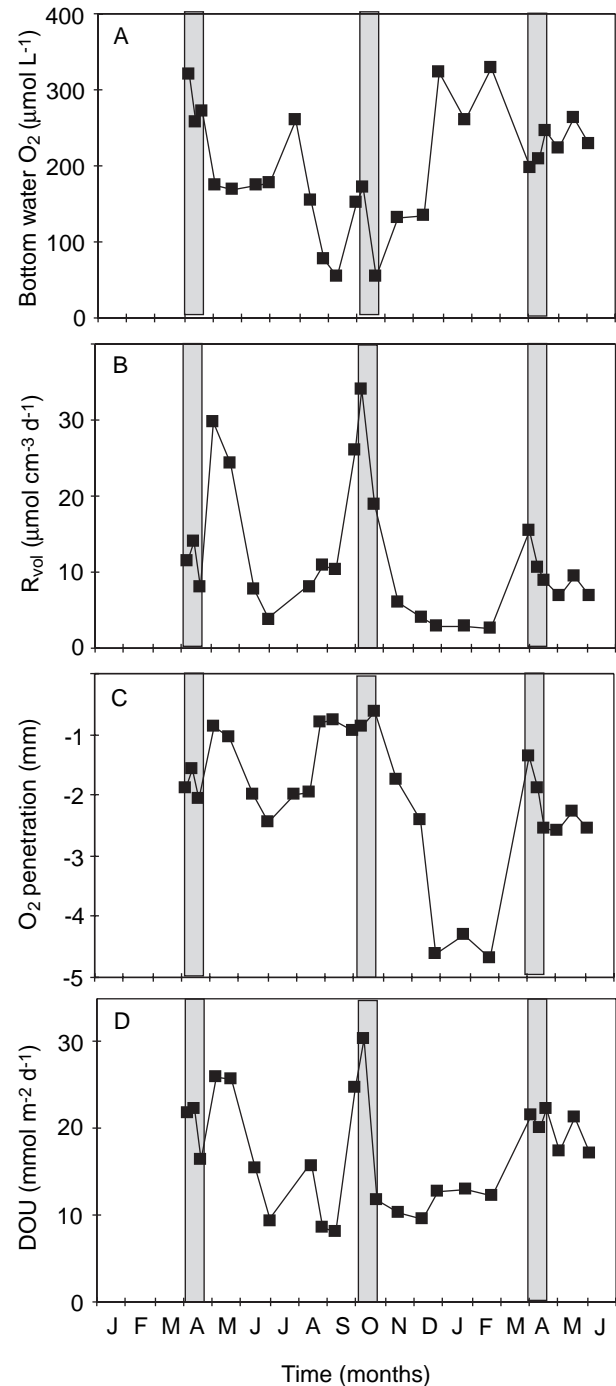 400
A
300
200
100
0
Bottom water O₂ (µmol L⁻¹)
B
30
20
10
0
Rvol (µmol cm⁻³ d⁻¹)
C
-1
-2
-3
-4
-5
O₂ penetration (mm)
D
30
20
10
0
DOU (mmol m⁻² d⁻¹)
J F M A M J J A S O N D J F M A M J
Time (months)